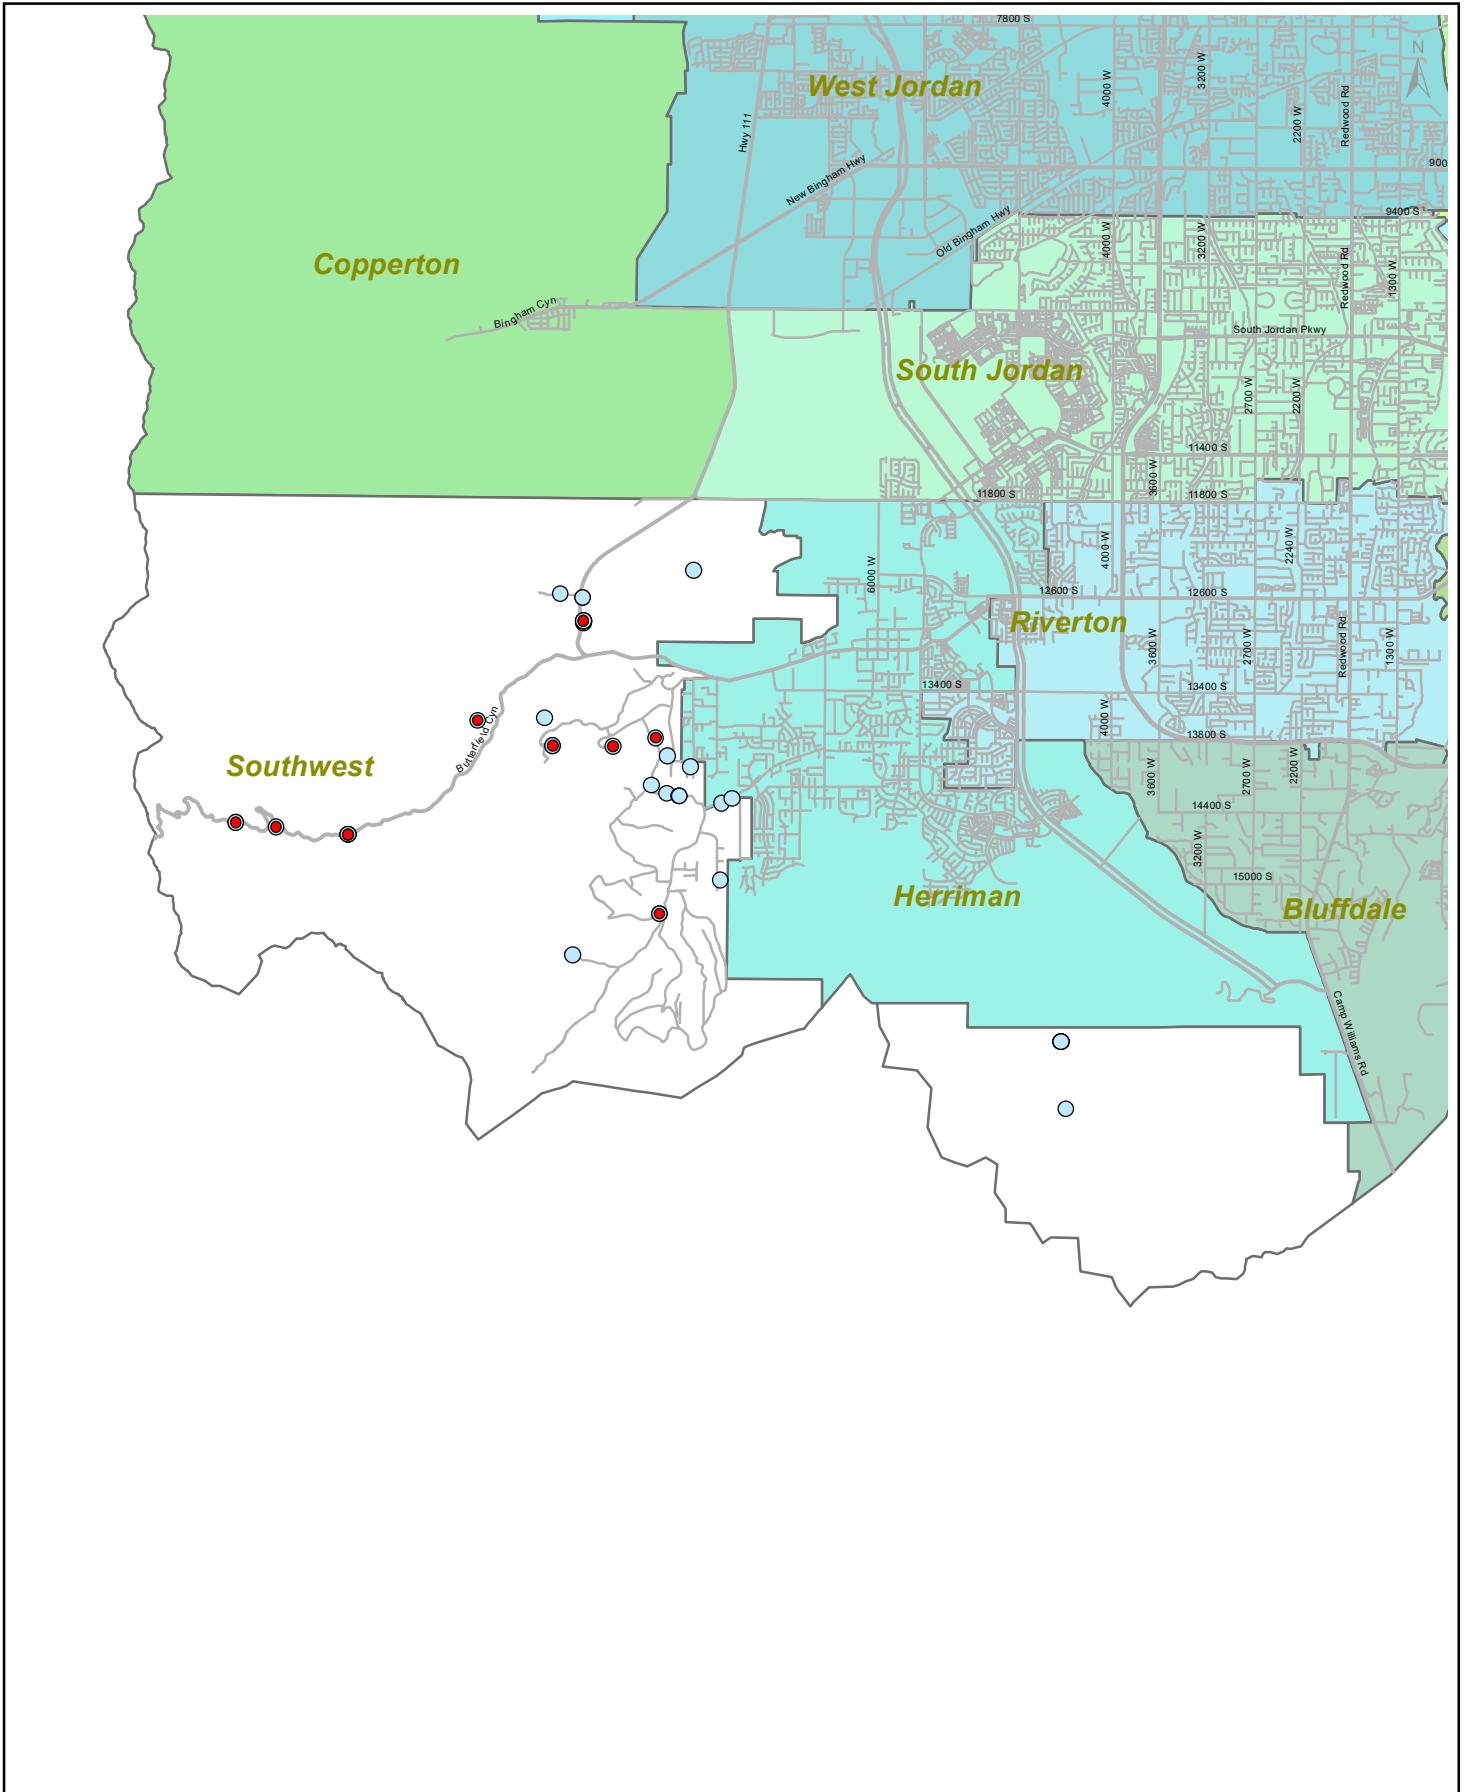 7800 S
N
West Jordan
4000 W
3200 W
2200 W
Redwood Rd
Hwy 111
New Bingham Hwy
900
Old Bingham Hwy
9400 S
Copperton
4000 W
3200 W
Redwood Rd
1300 W
Bingham Cyn
South Jordan Pkwy
South Jordan
2700 W
2200 W
11400 S
3600 W
11800 S
11800 S
6000 W
4000 W
2240 W
12600 S
12600 S
Riverton
3600 W
2700 W
Redwood Rd
1300 W
13400 S
13400 S
4000 W
13800 S
Butterfield Cyn
Southwest
3600 W
2700 W
2200 W
14400 S
3200 W
15000 S
Herriman
Bluffdale
Camp Williams Rd